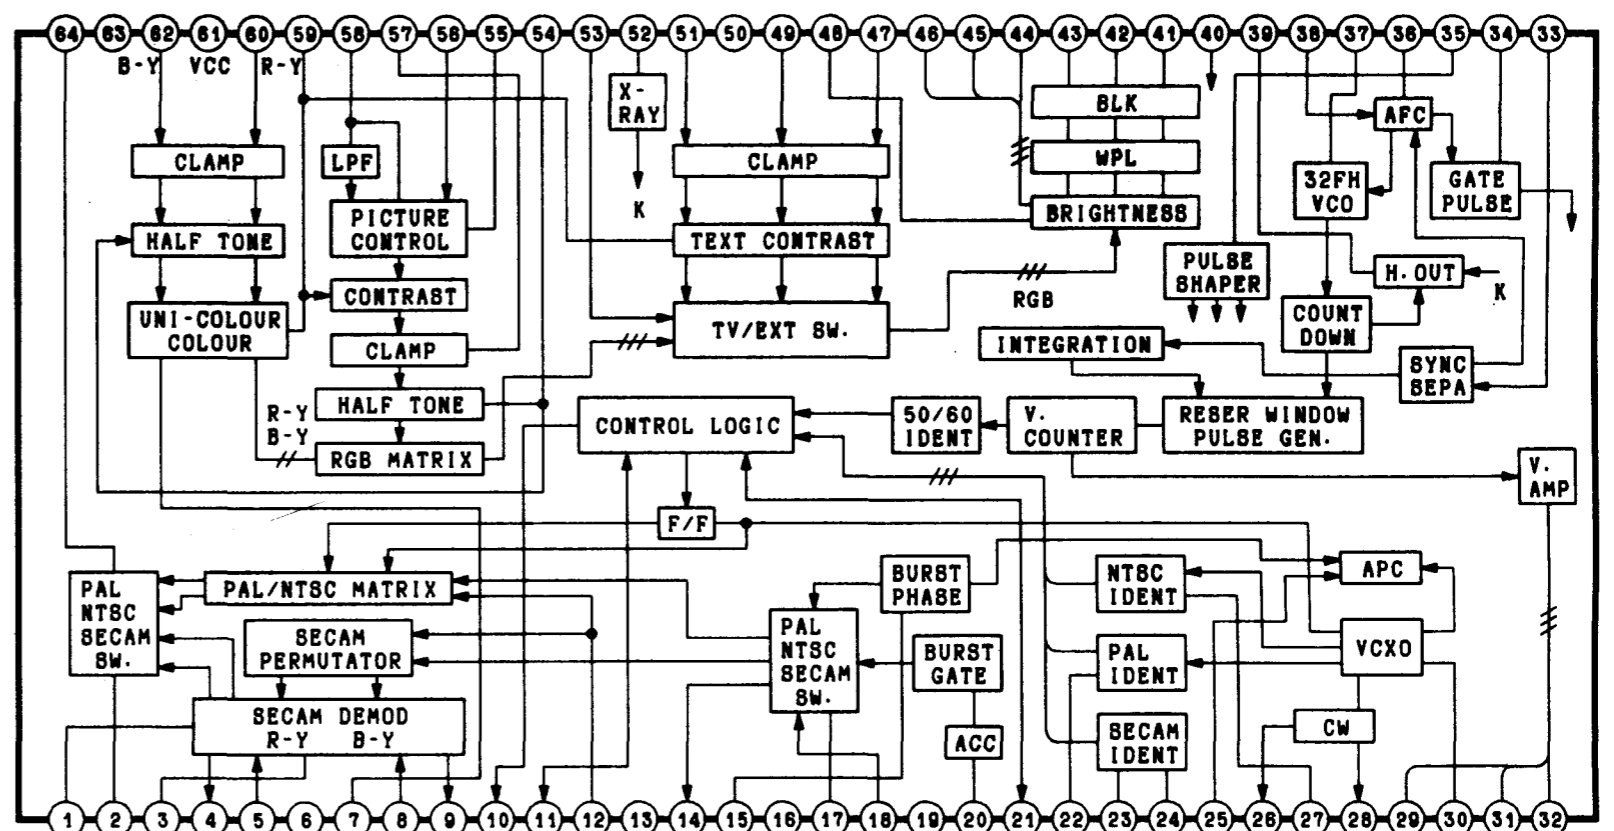 64 63 62 61 60 59 58 57 56 55 54 53 52 51 50 49 48 47 46 45 44 43 42 41 40 39 38 37 36 35 34 33
B-Y VCC R-Y
X-
RAY
K
CLAMP
HALF TONE
UNI-COLOUR
COLOUR
LPF
PICTURE
CONTROL
CONTRAST
CLAMP
HALF TONE
R-Y
B-Y
RGB MATRIX
CLAMP
TEXT CONTRAST
TV/EXT SW.
RGB
BLK
WPL
BRIGHTNESS
PULSE
SHAPER
AFC
32FH
VCO
GATE
PULSE
H.OUT
K
COUNT
DOWN
INTEGRATION
SYNC
SEPA
CONTROL LOGIC
50/60
IDENT
V.
COUNTER
RESER WINDOW
PULSE GEN.
V.
AMP
F/F
PAL
NTSC
SECAM
SW.
PAL/NTSC MATRIX
SECAM
PERMUTATOR
SECAM DEMOD
R-Y B-Y
PAL
NTSC
SECAM
SW.
BURST
PHASE
BURST
GATE
ACC
NTSC
IDENT
PAL
IDENT
SECAM
IDENT
APC
VCXO
CW
1 2 3 4 5 6 7 8 9 10 11 12 13 14 15 16 17 18 19 20 21 22 23 24 25 26 27 28 29 30 31 32